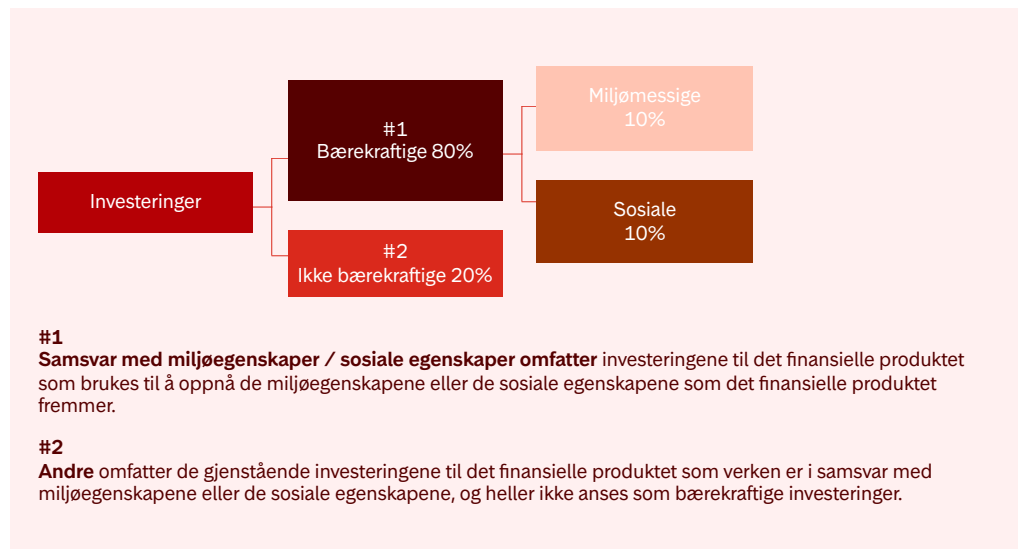 Investeringer
#1
Bærekraftige 80%
#2
Ikke bærekraftige 20%
Miljømessige
10%
Sosiale
10%
#1
Samsvar med miljøegenskaper / sosiale egenskaper omfatter investeringene til det finansielle produktet
som brukes til å oppnå de miljøegenskapene eller de sosiale egenskapene som det finansielle produktet
fremmer.
#2
Andre omfatter de gjenstående investeringene til det finansielle produktet som verken er i samsvar med
miljøegenskapene eller de sosiale egenskapene, og heller ikke anses som bærekraftige investeringer.